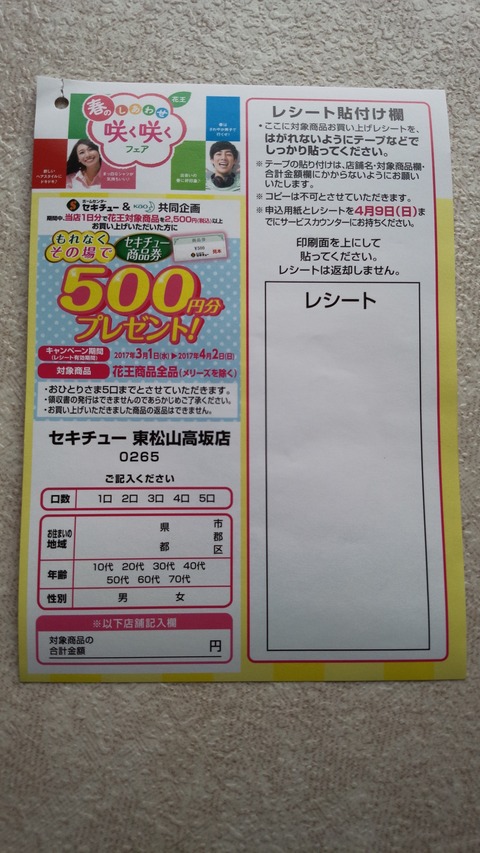 花王
春の
しあわせ
咲く咲く
フェア
ホームセンター
セキチュー & Kao 共同企画
期間中、当店1日分で花王対象商品を2,500円(税込)以上
お買い上げいただいた方に
もれなく
その場で
セキチュー
商品券
500円分
プレゼント!
キャンペーン期間
(レシート有効期間)
2017年3月1日(水)▶2017年4月2日(日)
対象商品
花王商品全品(メリーズを除く)
・おひとりさま5口までとさせていただきます。
・領収書の発行はできませんのであらかじめご了承ください。
・お買い上げいただきました商品の返品はできません。
セキチュー 東松山高坂店
0265
ご記入ください
口数 1口 2口 3口 4口 5口
お住まいの
地域
県 市
郡
都 区
年齢
10代 20代 30代 40代
50代 60代 70代
性別 男 女
※以下店舗記入欄
対象商品の
合計金額
円
レシート貼付け欄
・ここに対象商品お買い上げレシートを、
はがれないようにテープなどで
しっかり貼ってください。
※テープの貼り付けは、店舗名・対象商品欄・
合計金額欄にかからないようにお願い
いたします。
※コピーは不可とさせていただきます。
※申込用紙とレシートを4月9日(日)ま
でにサービスカウンターにお持ちください。
印刷面を上にして
貼ってください。
レシートは返却しません。
レシート